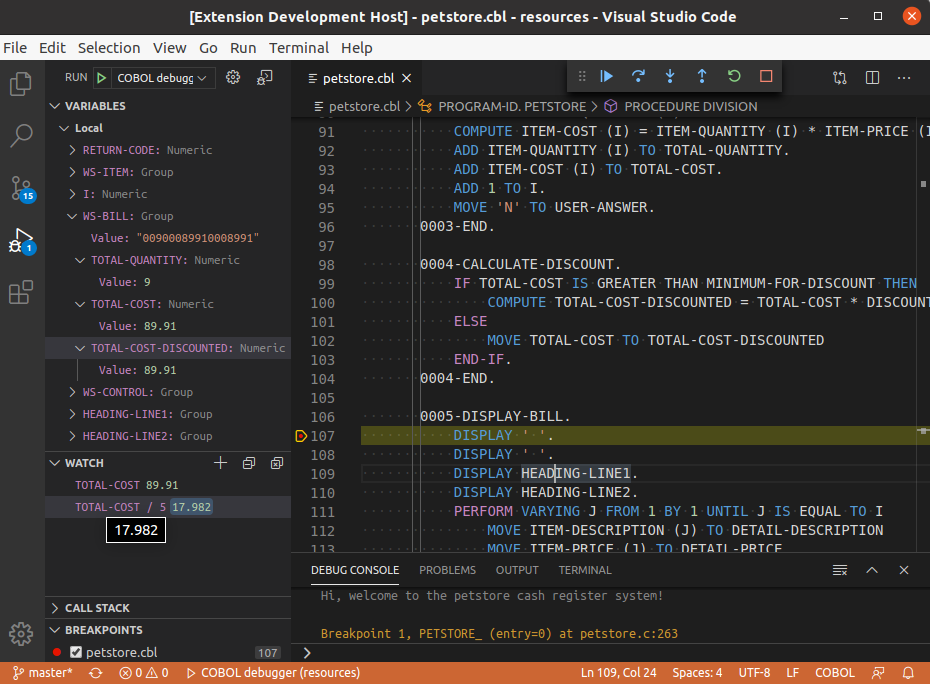 [Extension Development Host] - petstore.cbl - resources - Visual Studio Code
File Edit Selection View Go Run Terminal Help
RUN COBOL debugg
VARIABLES
Local
RETURN-CODE: Numeric
WS-ITEM: Group
I: Numeric
WS-BILL: Group
Value: "00900089910008991"
TOTAL-QUANTITY: Numeric
Value: 9
TOTAL-COST: Numeric
Value: 89.91
TOTAL-COST-DISCOUNTED: Numeric
Value: 89.91
WS-CONTROL: Group
HEADING-LINE1: Group
HEADING-LINE2: Group
WATCH
TOTAL-COST 89.91
TOTAL-COST / 5 17.982
17.982
CALL STACK
BREAKPOINTS
petstore.cbl 107
15
1
petstore.cbl
petstore.cbl > PROGRAM-ID. PETSTORE > PROCEDURE DIVISION
91 COMPUTE ITEM-COST (I) = ITEM-QUANTITY (I) * ITEM-PRICE (I
92 ADD ITEM-QUANTITY (I) TO TOTAL-QUANTITY.
93 ADD ITEM-COST (I) TO TOTAL-COST.
94 ADD 1 TO I.
95 MOVE 'N' TO USER-ANSWER.
96 0003-END.
97
98 0004-CALCULATE-DISCOUNT.
99 IF TOTAL-COST IS GREATER THAN MINIMUM-FOR-DISCOUNT THEN
100 COMPUTE TOTAL-COST-DISCOUNTED = TOTAL-COST * DISCOUNT
101 ELSE
102 MOVE TOTAL-COST TO TOTAL-COST-DISCOUNTED
103 END-IF.
104 0004-END.
105
106 0005-DISPLAY-BILL.
107 DISPLAY ' '.
108 DISPLAY ' '.
109 DISPLAY HEADING-LINE1.
110 DISPLAY HEADING-LINE2.
111 PERFORM VARYING J FROM 1 BY 1 UNTIL J IS EQUAL TO I
112 MOVE ITEM-DESCRIPTION (J) TO DETAIL-DESCRIPTION
113 MOVE ITEM-PRICE (J) TO DETAIL-PRICE
DEBUG CONSOLE PROBLEMS OUTPUT TERMINAL
Hi, welcome to the petstore cash register system!
Breakpoint 1, PETSTORE_ (entry=0) at petstore.c:263
master* 0 0 COBOL debugger (resources) Ln 109, Col 24 Spaces: 4 UTF-8 LF COBOL